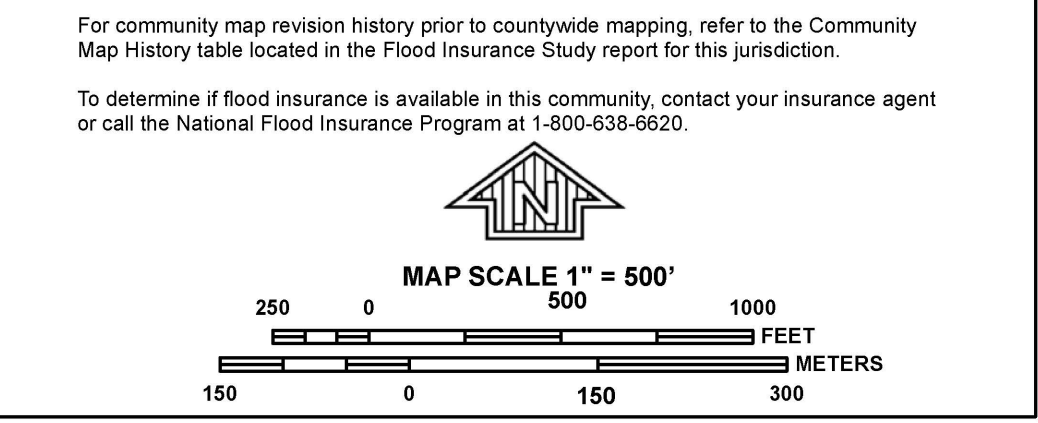 For community map revision history prior to countywide mapping, refer to the Community
Map History table located in the Flood Insurance Study report for this jurisdiction.
To determine if flood insurance is available in this community, contact your insurance agent
or call the National Flood Insurance Program at 1-800-638-6620.
N
MAP SCALE 1" = 500’
250 0 500 1000
FEET
METERS
150 0 150 300